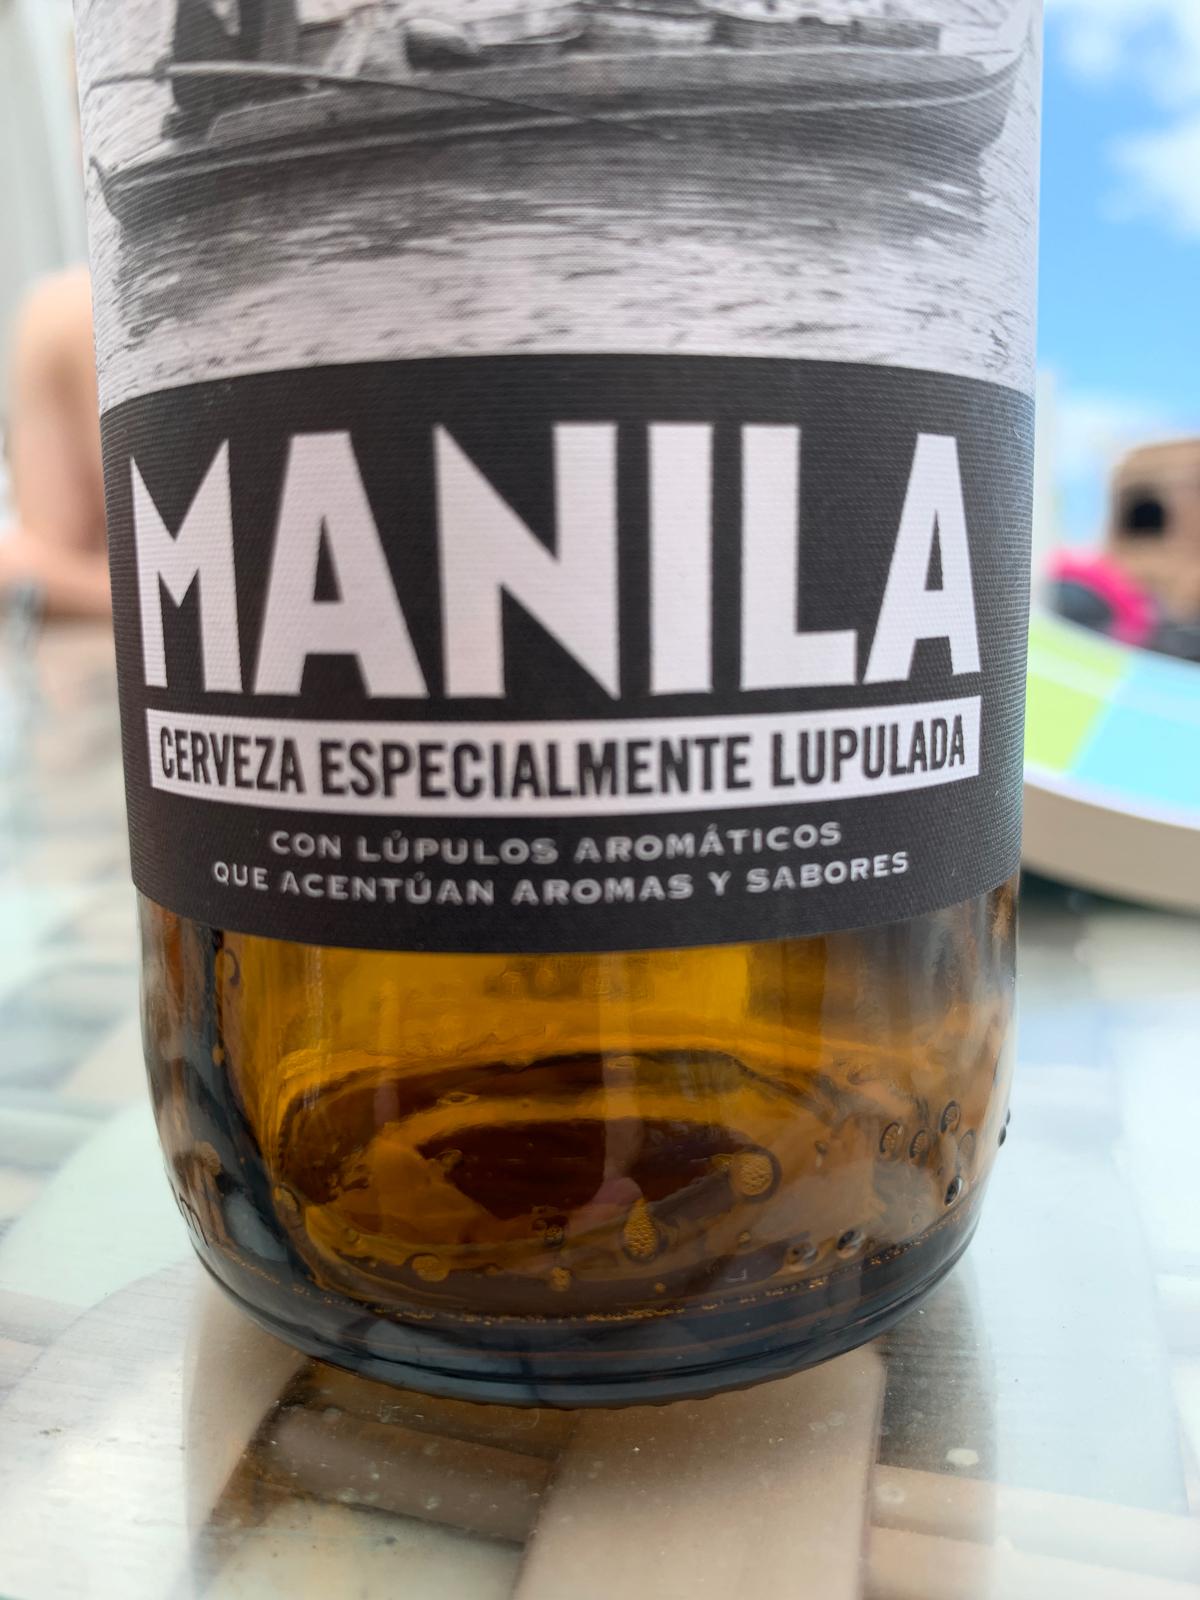 MANILA
CERVEZA ESPECIALMENTE LUPULADA
CON LÚPULOS AROMÁTICOS
QUE ACENTÚAN AROMAS Y SABORES